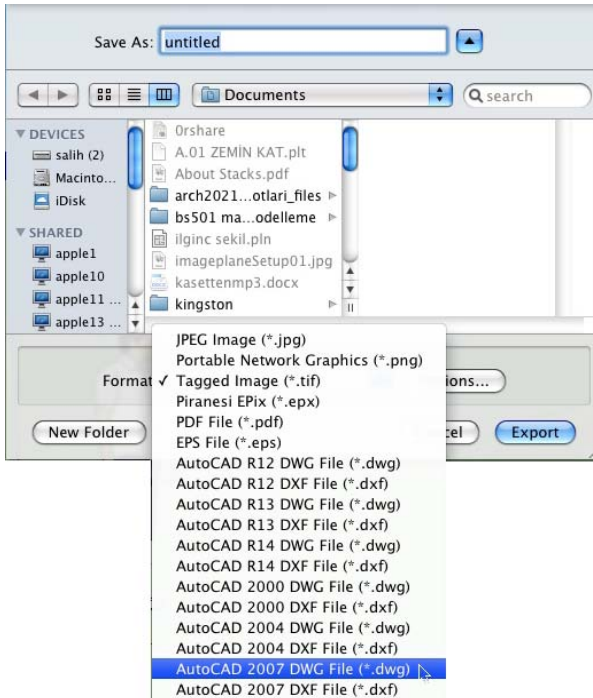 Save As: untitled
Documents
search
DEVICES
salih (2)
Macinto...
iDisk
SHARED
apple1
apple10
apple11 ...
apple13 ...
0rshare
A.01 ZEMİN KAT.plt
About Stacks.pdf
arch2021...otlari_files
bs501 ma...odelleme
ilginc sekil.pln
imageplaneSetup01.jpg
kasettenmp3.docx
kingston
Format
ions...
New Folder
cel
Export
JPEG Image (*.jpg)
Portable Network Graphics (*.png)
✓ Tagged Image (*.tif)
Piranesi EPix (*.epx)
PDF File (*.pdf)
EPS File (*.eps)
AutoCAD R12 DWG File (*.dwg)
AutoCAD R12 DXF File (*.dxf)
AutoCAD R13 DWG File (*.dwg)
AutoCAD R13 DXF File (*.dxf)
AutoCAD R14 DWG File (*.dwg)
AutoCAD R14 DXF File (*.dxf)
AutoCAD 2000 DWG File (*.dwg)
AutoCAD 2000 DXF File (*.dxf)
AutoCAD 2004 DWG File (*.dwg)
AutoCAD 2004 DXF File (*.dxf)
AutoCAD 2007 DWG File (*.dwg)
AutoCAD 2007 DXF File (*.dxf)